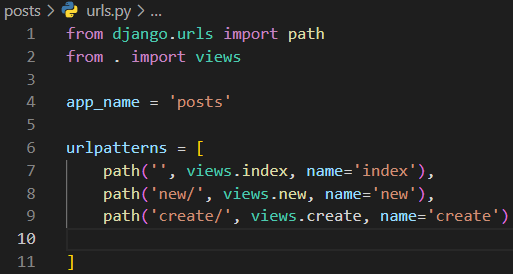 posts > urls.py > ...
1 from django.urls import path
2 from . import views
3
4 app_name = 'posts'
5
6 urlpatterns = [
7     path('', views.index, name='index'),
8     path('new/', views.new, name='new'),
9     path('create/', views.create, name='create')
10
11 ]